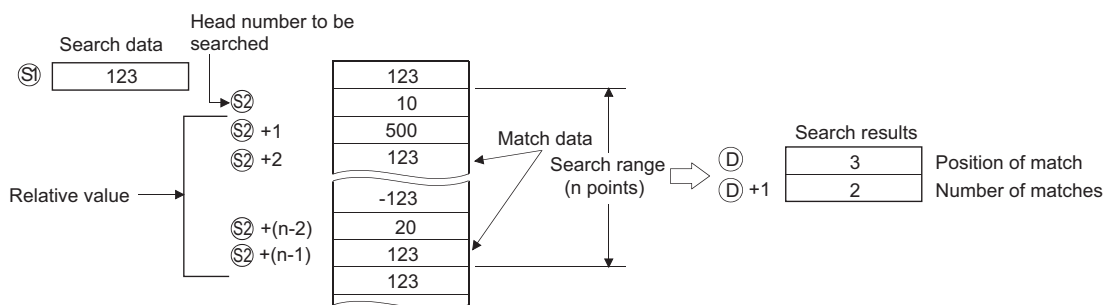 Head number to be
searched
Search data
S1 123
123
S2 10
S2 +1 500
S2 +2 123
-123
S2 +(n-2) 20
S2 +(n-1) 123
123
Relative value
Match data
Search range
(n points)
Search results
D 3 Position of match
D +1 2 Number of matches